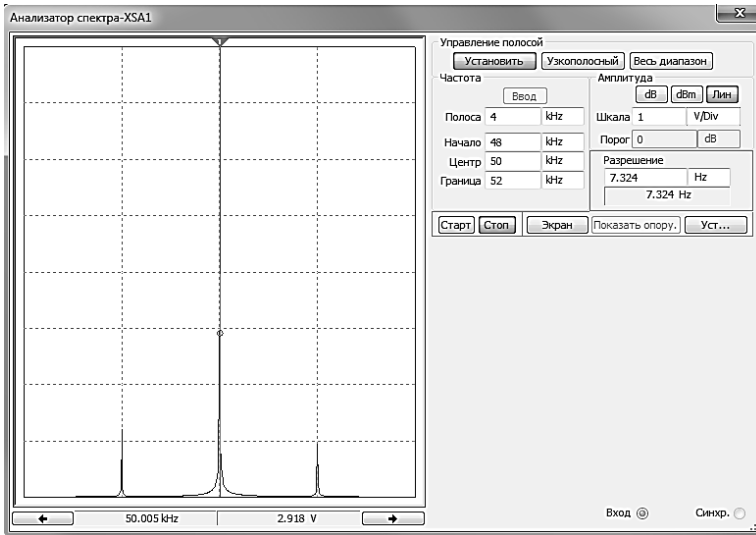 Анализатор спектра-XSA1
1
Управление полосой
Установить Узкополосный Весь диапазон
Частота
Ввод
Полоса 4 kHz
Начало 48 kHz
Центр 50 kHz
Граница 52 kHz
Амплитуда
dB dBm Лин
Шкала 1 V/Div
Порог 0 dB
Разрешение
7.324 Hz
7.324 Hz
Старт Стоп Экран Показать опору. Уст...
50.005 kHz 2.918 V
Вход Синхр.